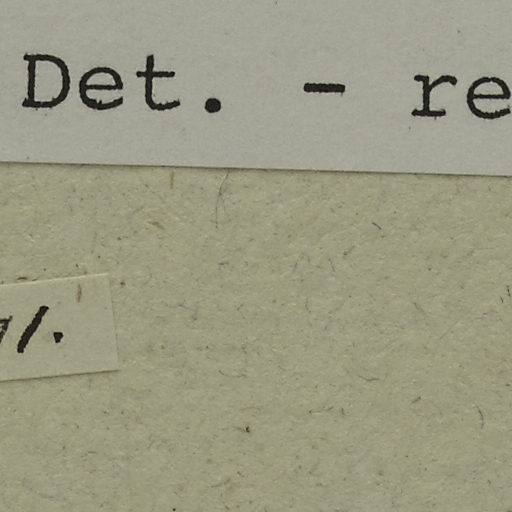 Det. - re